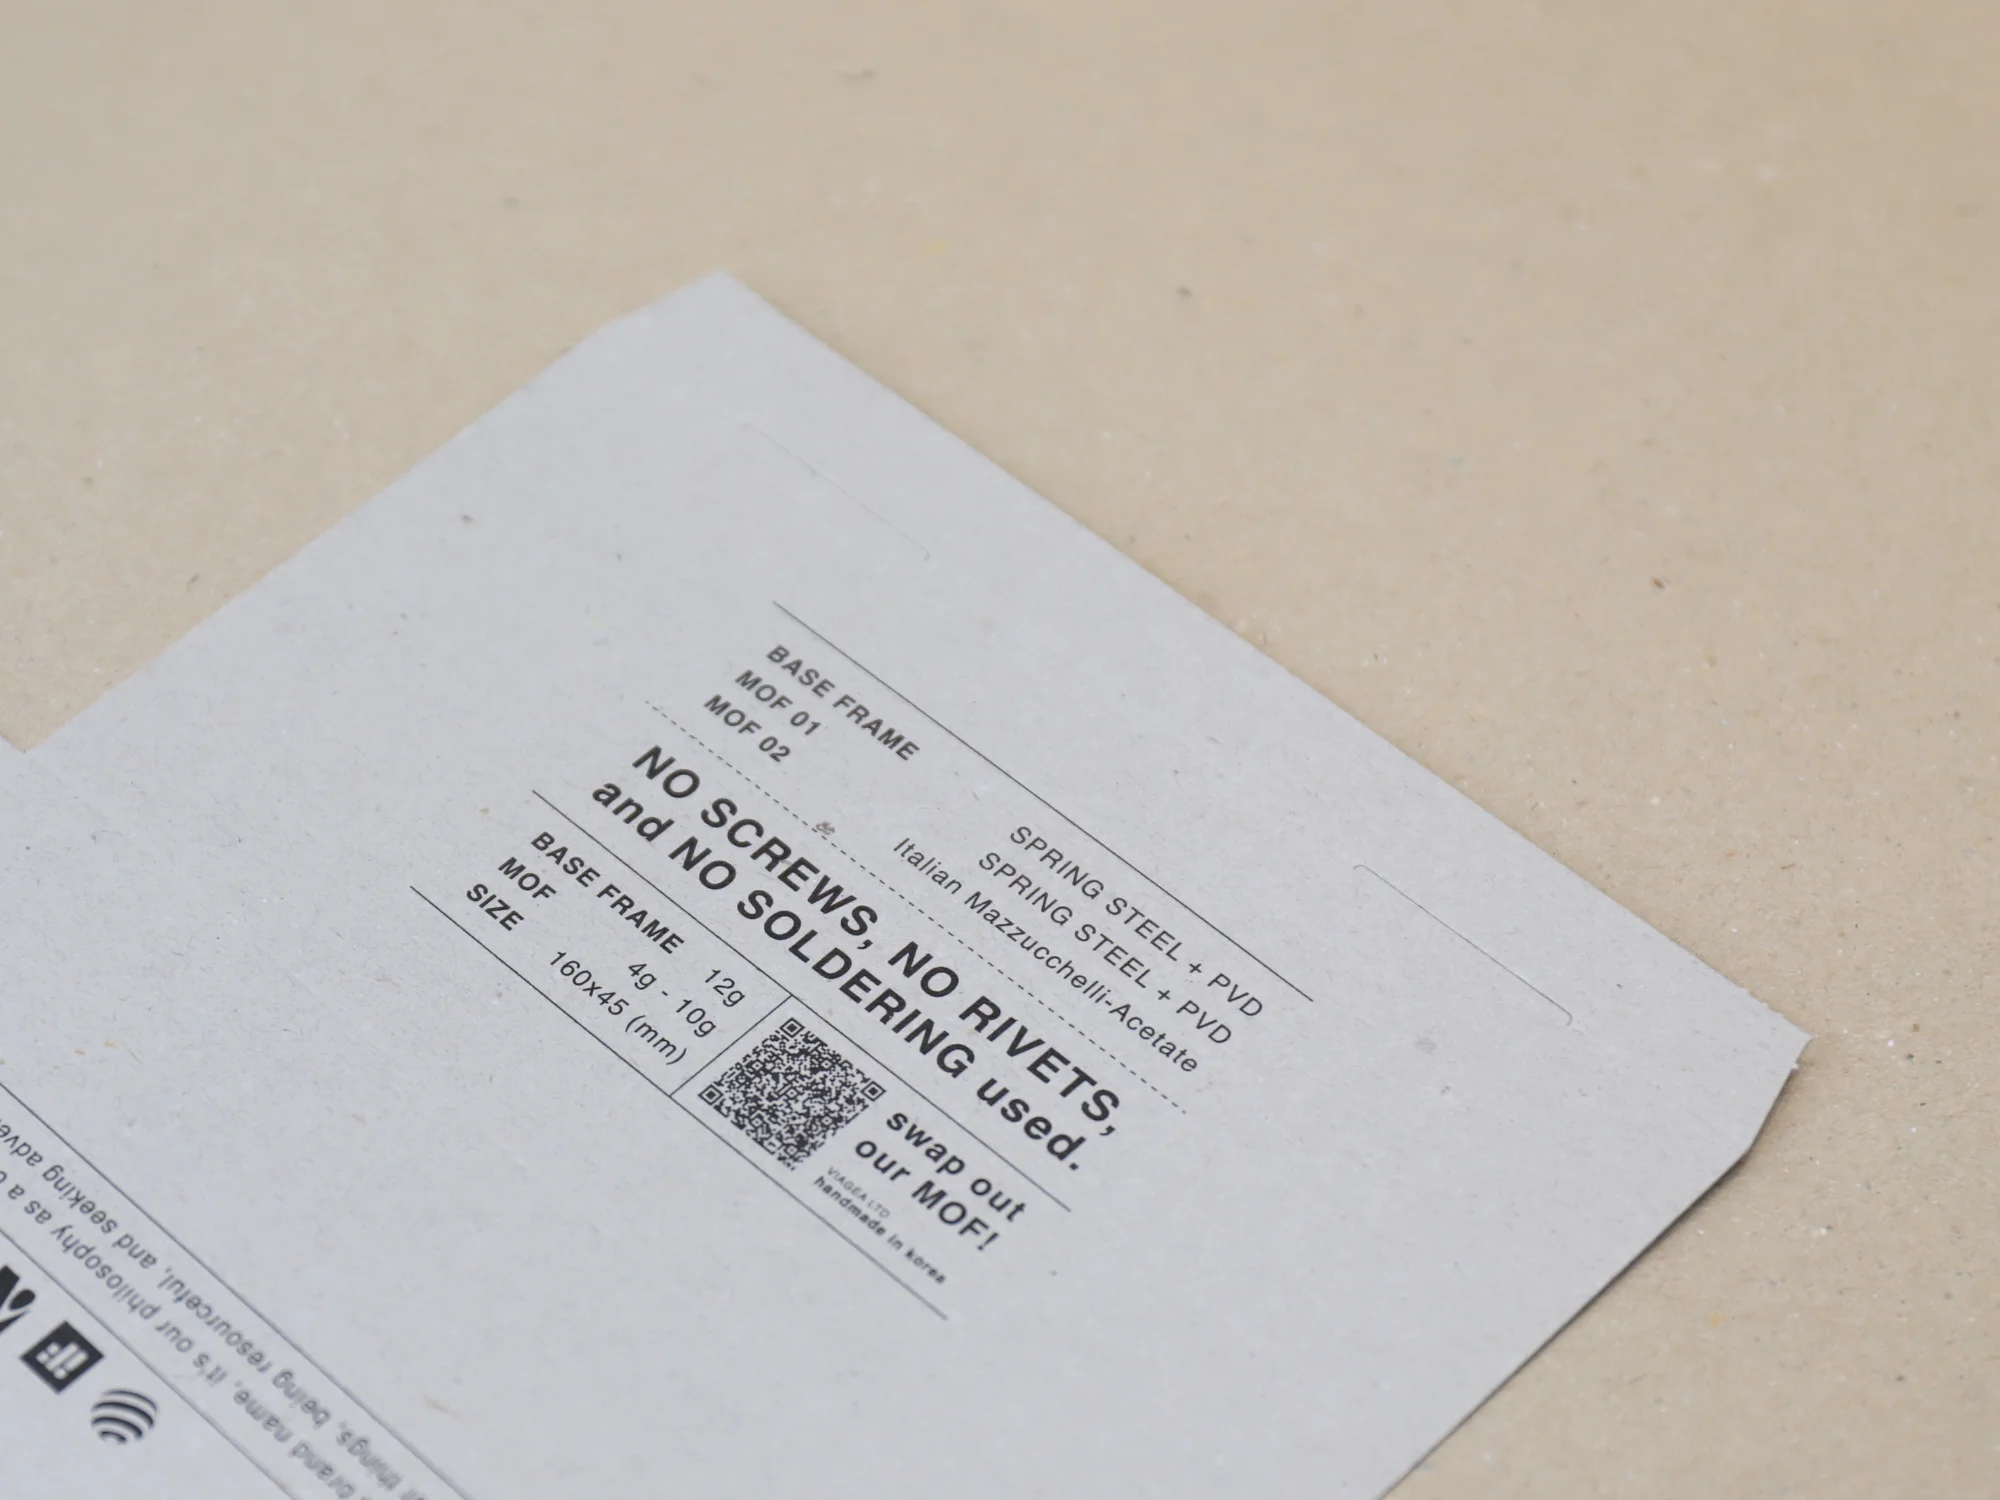 BASE FRAME SPRING STEEL + PVD
MOF 01 SPRING STEEL + PVD
MOF 02 Italian Mazzucchelli-Acetate
NO SCREWS, NO RIVETS,
and NO SOLDERING used.
BASE FRAME 12g
MOF 4g - 10g
SIZE 160x45 (mm)
swap out
our MOF!
VIAGEA LTD
handmade in korea
brand name, it's our philosophy as a
things, being resourceful, and seeking